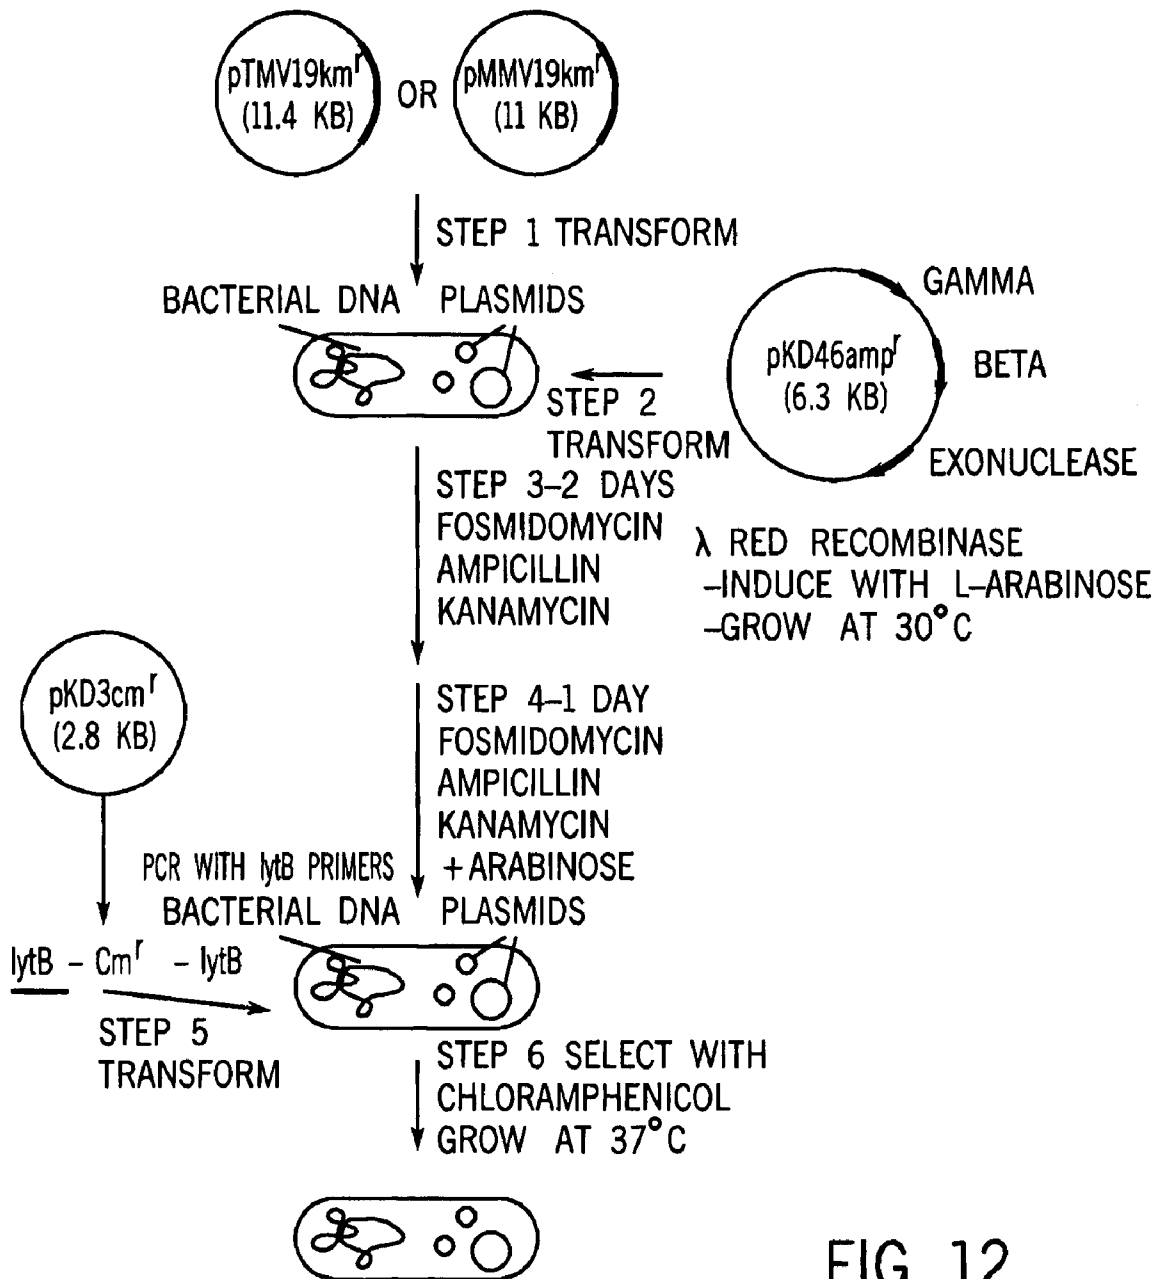 pTMV19kmʳ
(11.4 KB)
OR
pMMV19kmʳ
(11 KB)
STEP 1 TRANSFORM
BACTERIAL DNA PLASMIDS
GAMMA
pKD46ampʳ
(6.3 KB)
BETA
EXONUCLEASE
STEP 2
TRANSFORM
λ RED RECOMBINASE
–INDUCE WITH L–ARABINOSE
–GROW AT 30°C
STEP 3–2 DAYS
FOSMIDOMYCIN
AMPICILLIN
KANAMYCIN
pKD3cmʳ
(2.8 KB)
STEP 4–1 DAY
FOSMIDOMYCIN
AMPICILLIN
KANAMYCIN
+ARABINOSE
PCR WITH lytB PRIMERS
BACTERIAL DNA PLASMIDS
lytB – Cmʳ – lytB
STEP 5
TRANSFORM
STEP 6 SELECT WITH
CHLORAMPHENICOL
GROW AT 37°C
FIG. 12